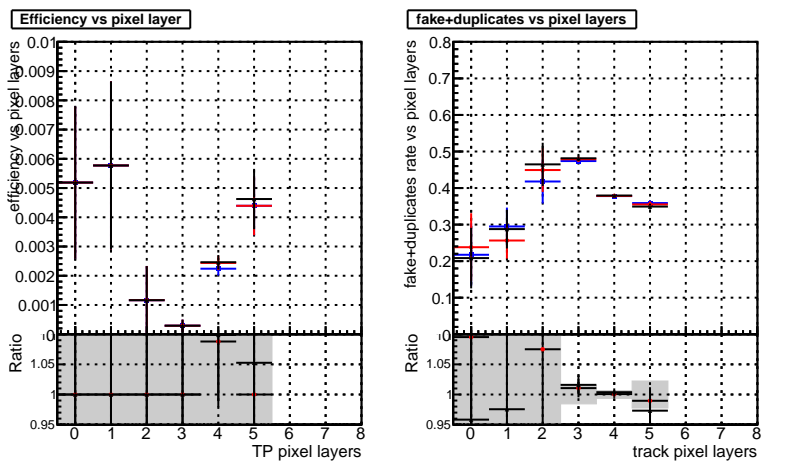 Efficiency vs pixel layer
efficiency vs pixel layers
0.01
0.009
0.008
0.007
0.006
0.005
0.004
0.003
0.002
0.001
0
Ratio
1.05
1
0.95
0 1 2 3 4 5 6 7 8
TP pixel layers
fake+duplicates vs pixel layers
fake+duplicates rate vs pixel layers
0.8
0.7
0.6
0.5
0.4
0.3
0.2
0.1
0
Ratio
1.05
1
0.95
0 1 2 3 4 5 6 7 8
track pixel layers